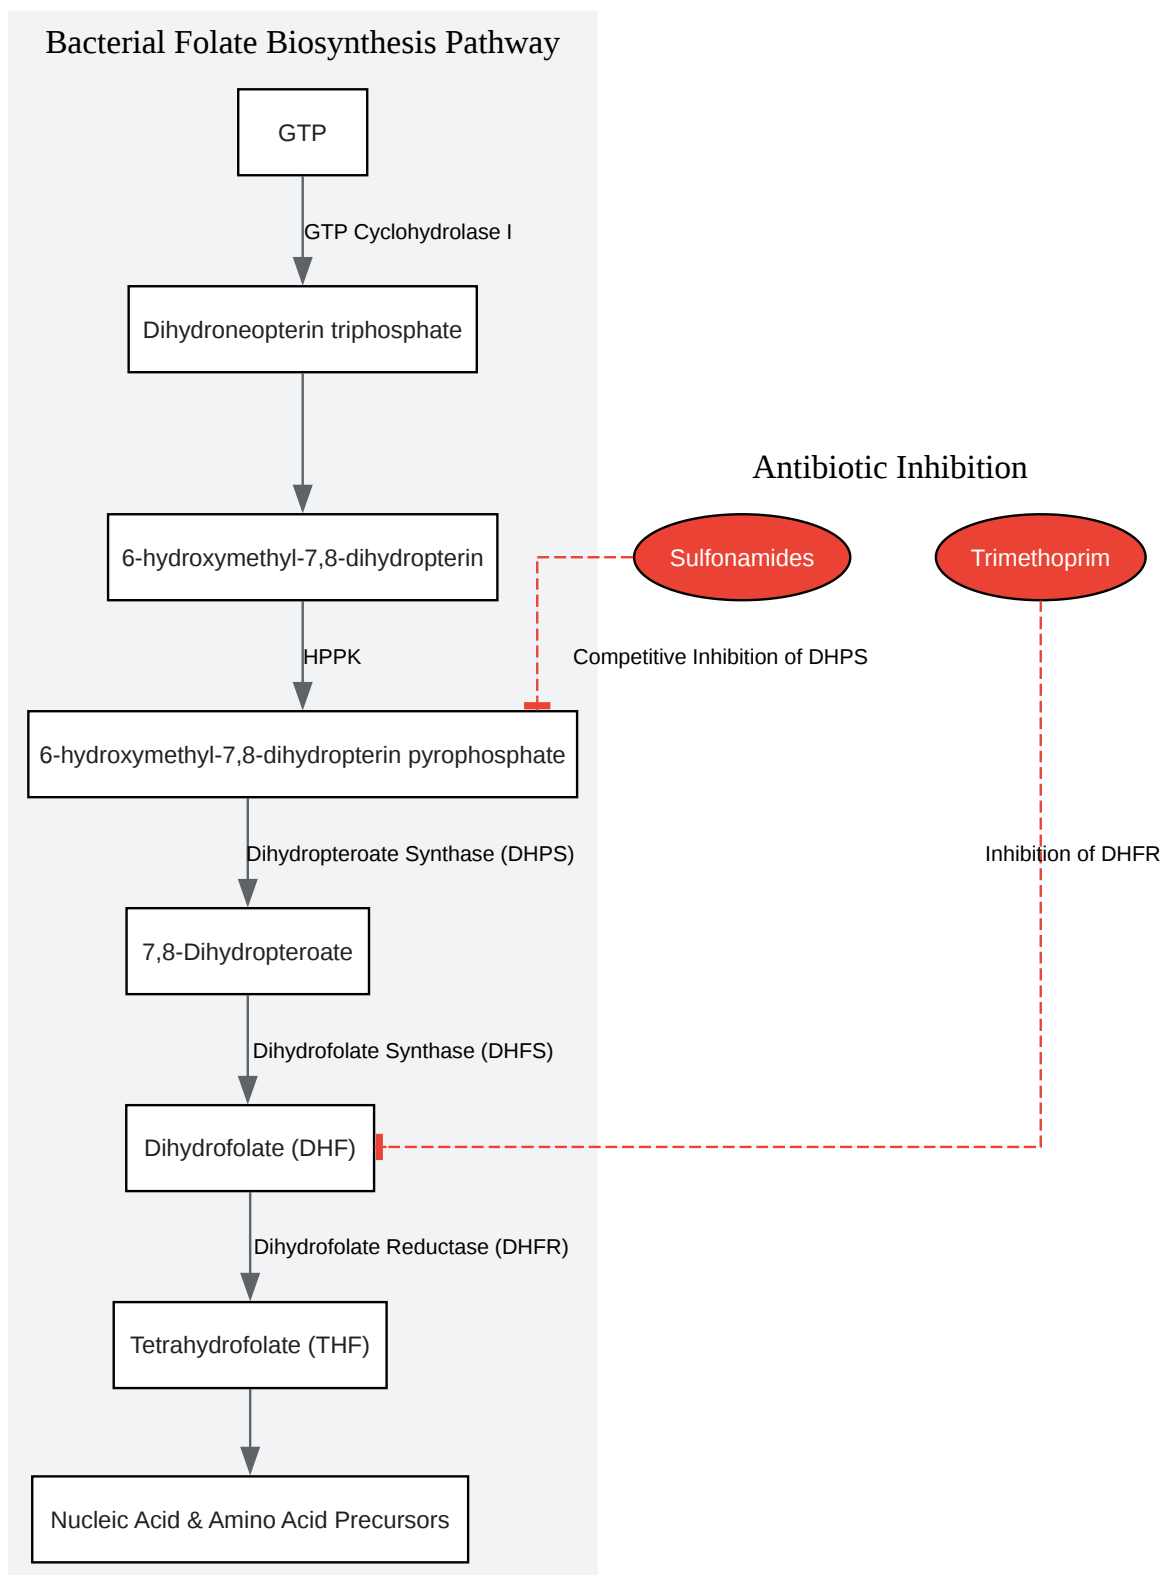 Bacterial Folate Biosynthesis Pathway
GTP
GTP Cyclohydrolase I
Dihydroneopterin triphosphate
Antibiotic Inhibition
6-hydroxymethyl-7,8-dihydropterin
Sulfonamides
Trimethoprim
HPPK
Competitive Inhibition of DHPS
6-hydroxymethyl-7,8-dihydropterin pyrophosphate
Dihydropteroate Synthase (DHPS)
Inhibition of DHFR
7,8-Dihydropteroate
Dihydrofolate Synthase (DHFS)
Dihydrofolate (DHF)
Dihydrofolate Reductase (DHFR)
Tetrahydrofolate (THF)
Nucleic Acid & Amino Acid Precursors